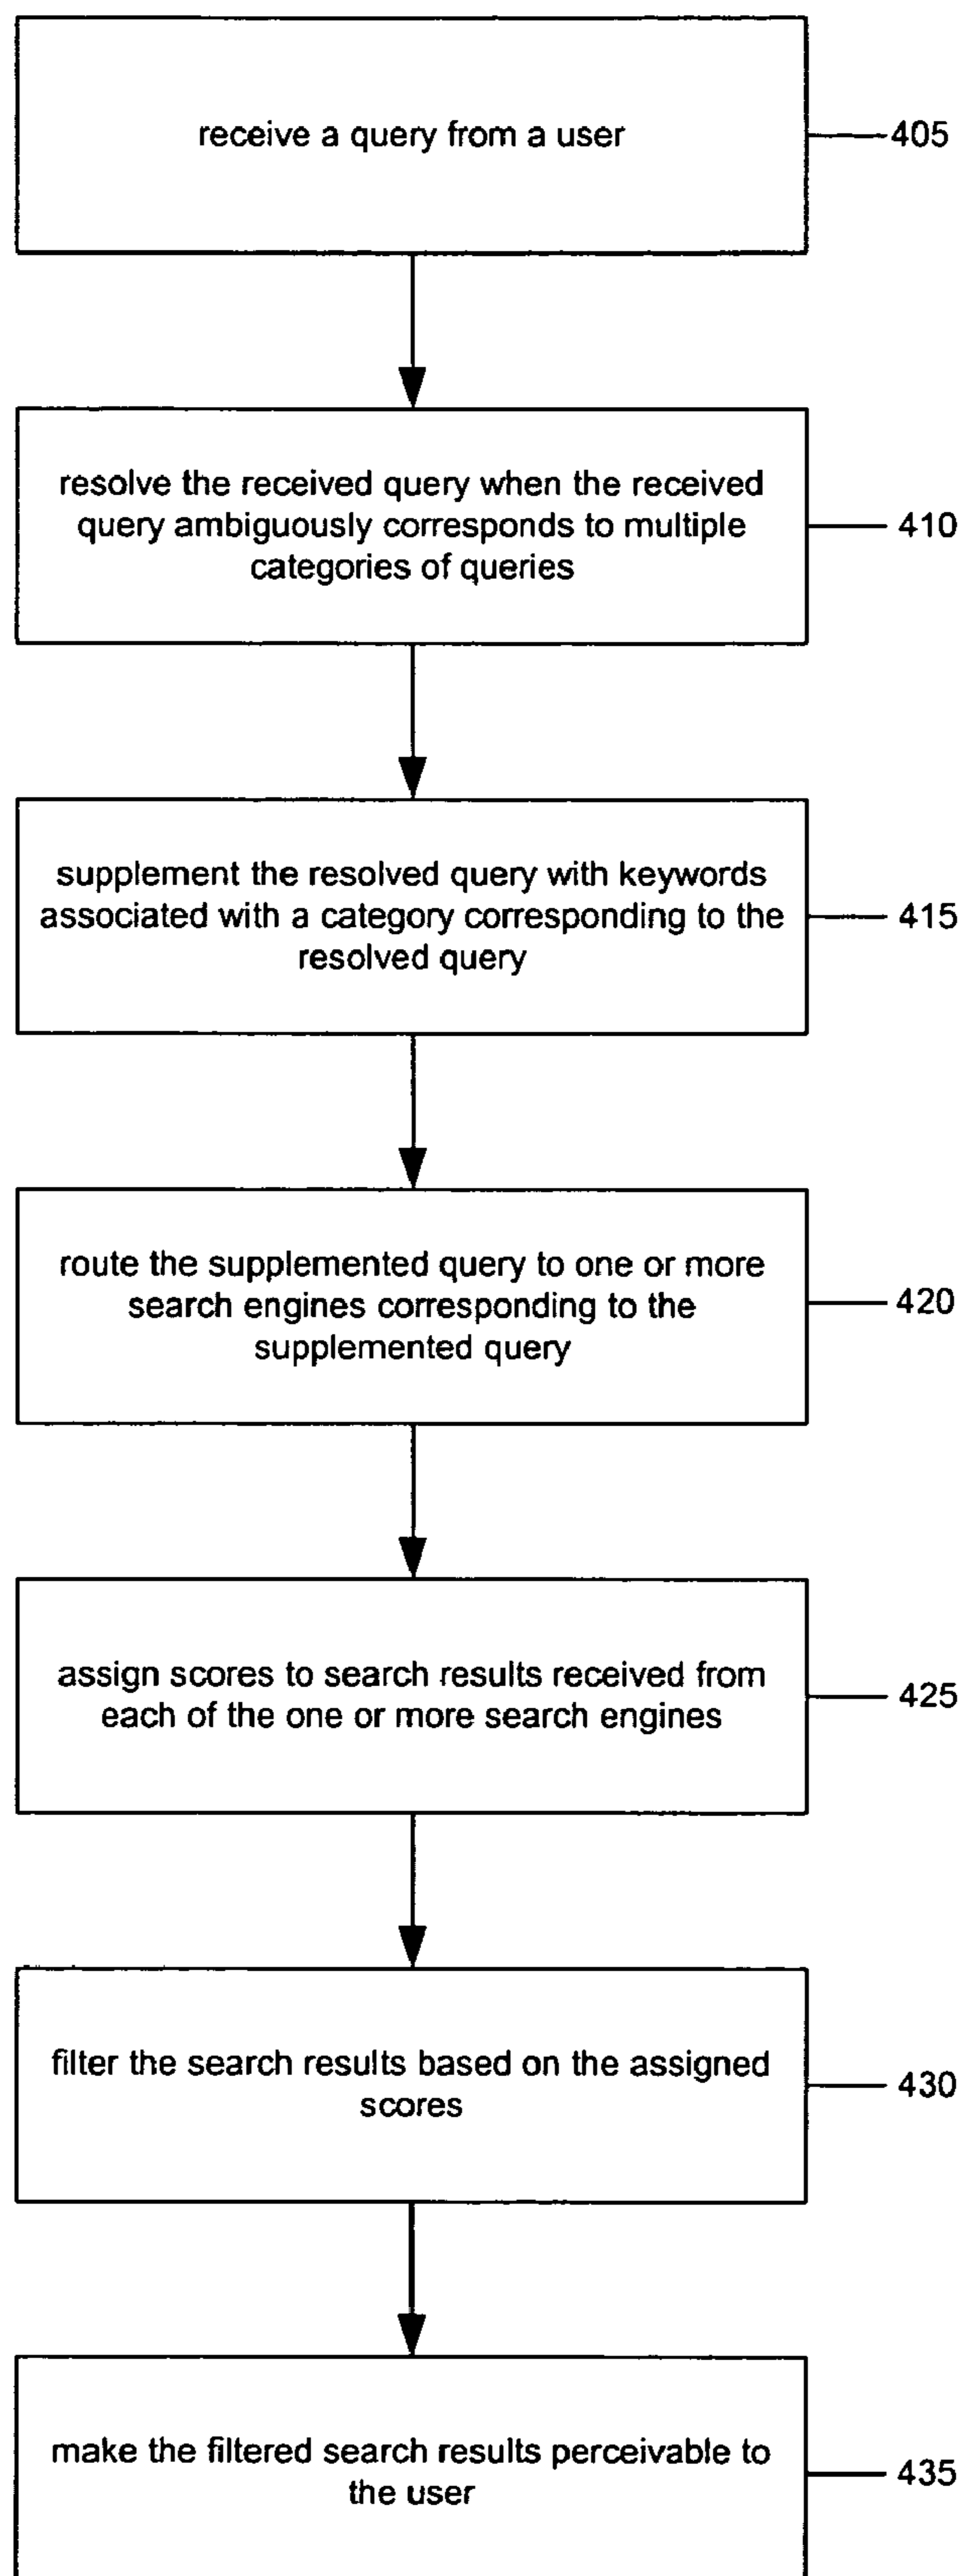 receive a query from a user
405
resolve the received query when the received
query ambiguously corresponds to multiple
categories of queries
410
supplement the resolved query with keywords
associated with a category corresponding to the
resolved query
415
route the supplemented query to one or more
search engines corresponding to the
supplemented query
420
assign scores to search results received from
each of the one or more search engines
425
filter the search results based on the assigned
scores
430
make the filtered search results perceivable to
the user
435